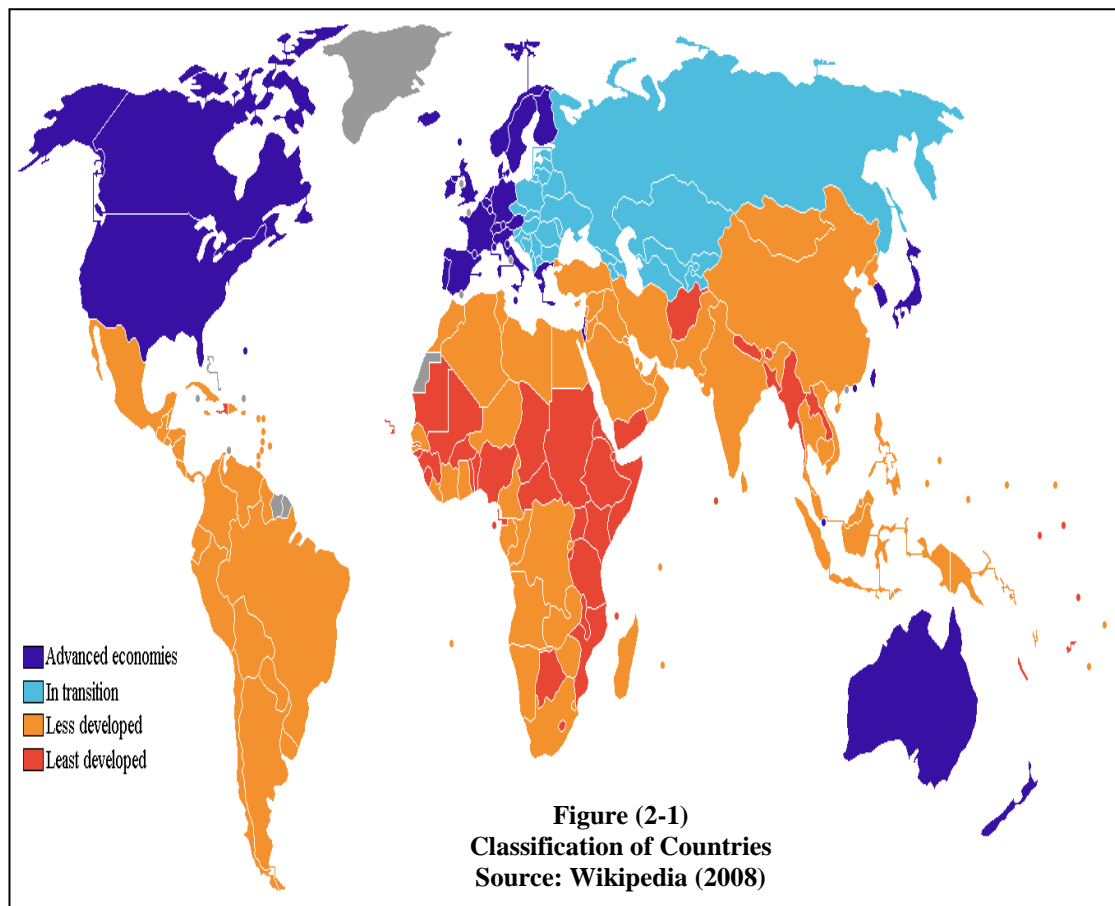 Advanced economies
In transition
Less developed
Least developed
Figure (2-1)
Classification of Countries
Source: Wikipedia (2008)